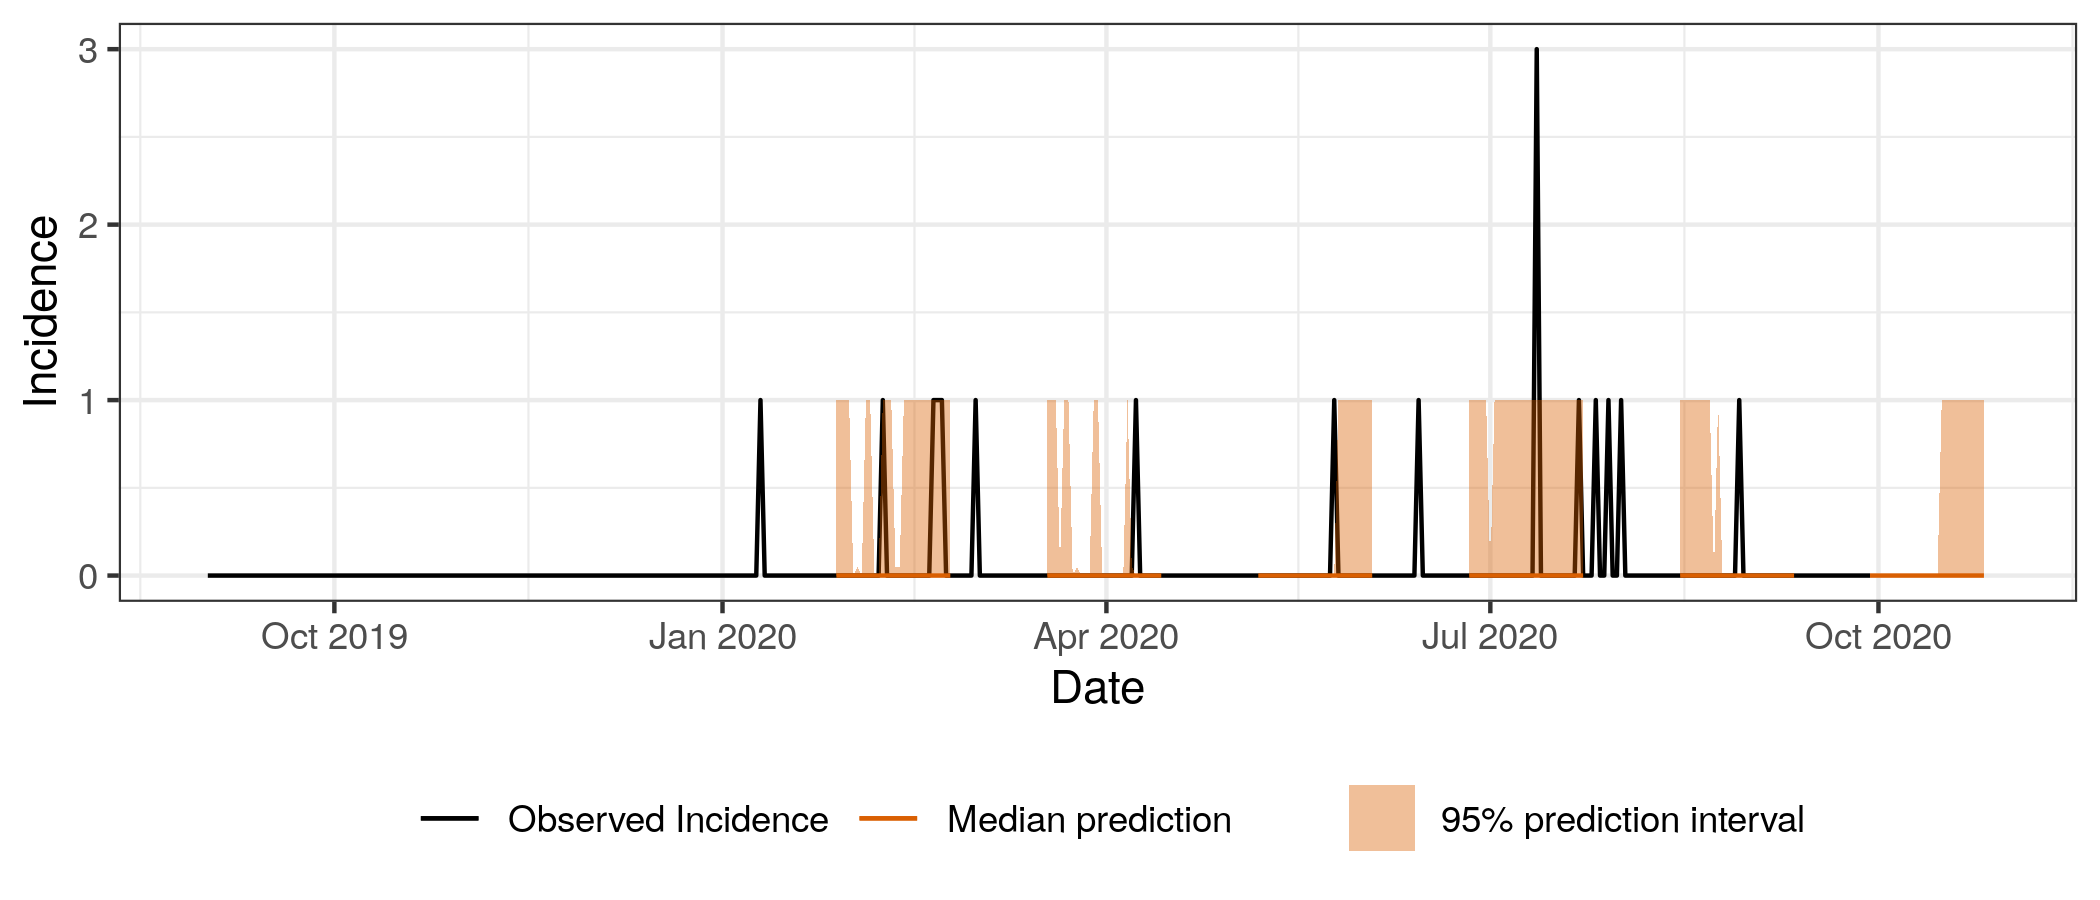 3
2
1
0
Incidence
Oct 2019 Jan 2020 Apr 2020 Jul 2020 Oct 2020
Date
Observed Incidence Median prediction 95% prediction interval